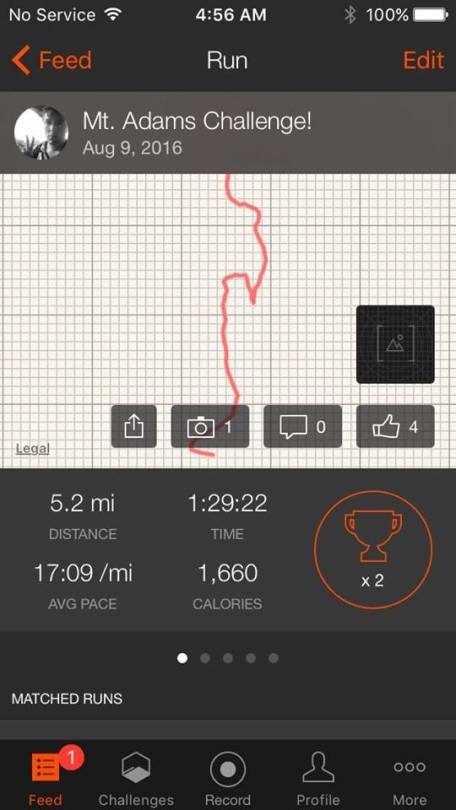 No Service 4:56 AM 100%
Feed Run Edit
Mt. Adams Challenge!
Aug 9, 2016
1 0 4
Legal
5.2 mi 1:29:22
DISTANCE TIME
x 2
17:09 /mi 1,660
AVG PACE CALORIES
MATCHED RUNS
1
Feed Challenges Record Profile More